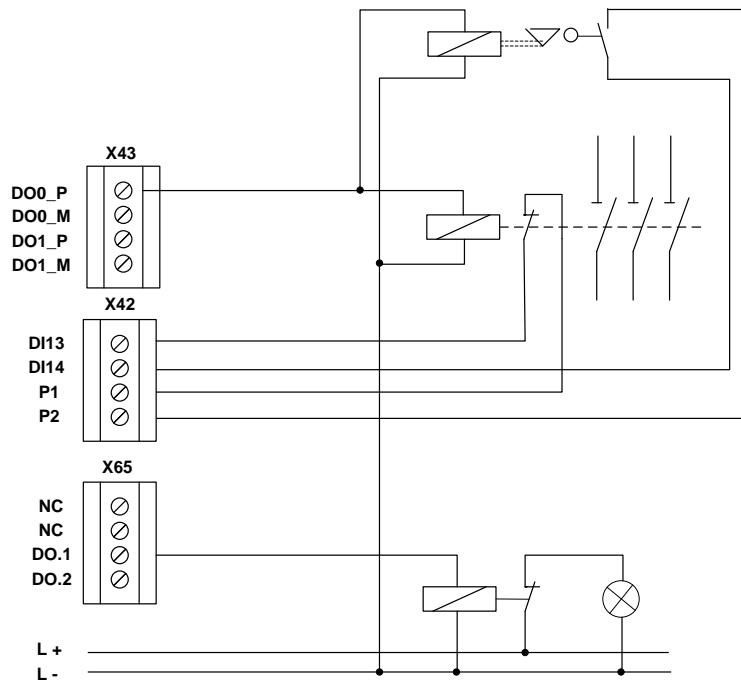 X43
DO0_P
DO0_M
DO1_P
DO1_M
X42
DI13
DI14
P1
P2
X65
NC
NC
DO.1
DO.2
L +
L -